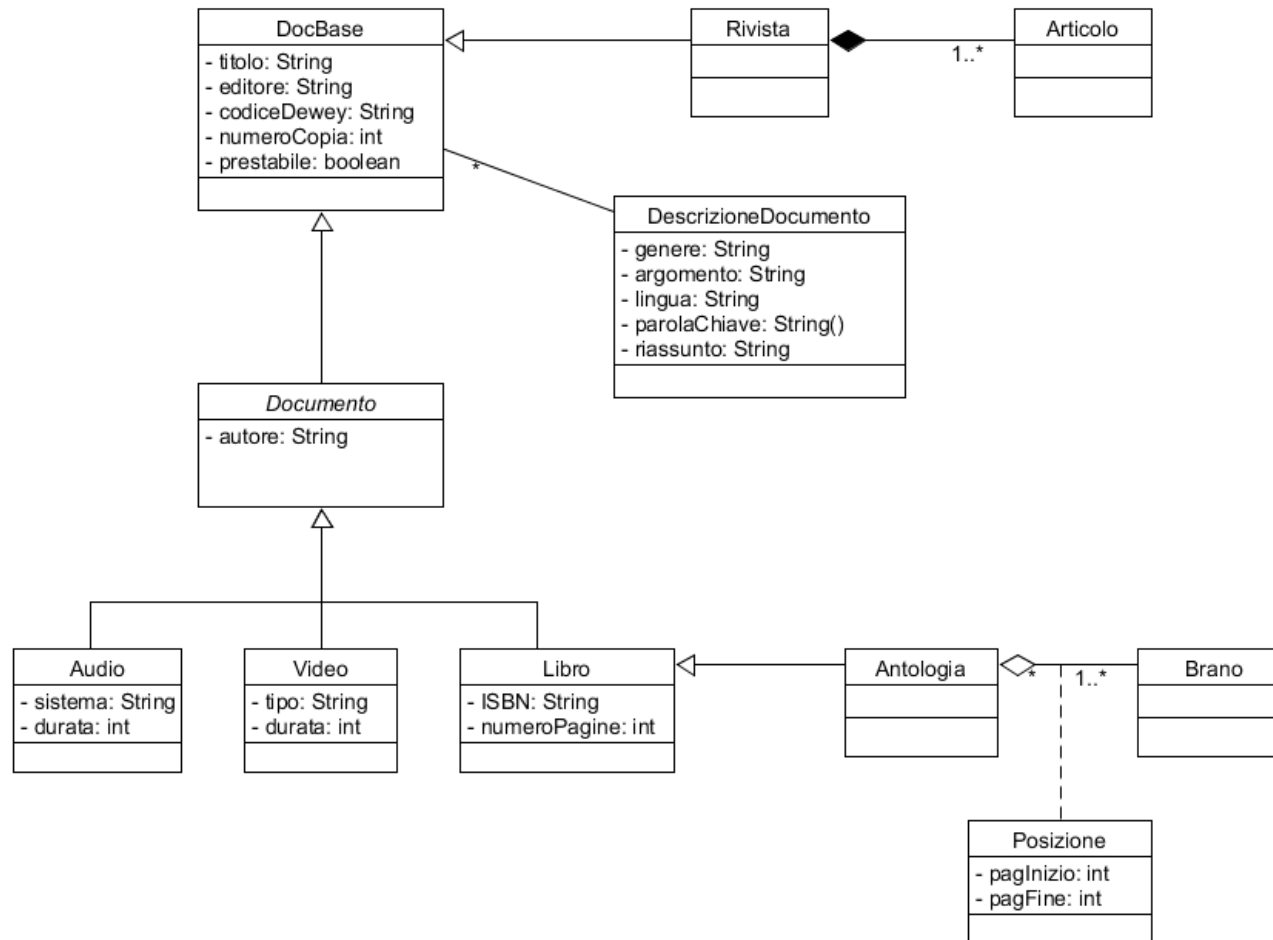 DocBase
- titolo: String
- editore: String
- codiceDewey: String
- numeroCopia: int
- prestabile: boolean
Rivista
1..*
Articolo
*
DescrizioneDocumento
- genere: String
- argomento: String
- lingua: String
- parolaChiave: String()
- riassunto: String
Documento
- autore: String
Audio
- sistema: String
- durata: int
Video
- tipo: String
- durata: int
Libro
- ISBN: String
- numeroPagine: int
Antologia
*
1..*
Brano
Posizione
- pagInizio: int
- pagFine: int